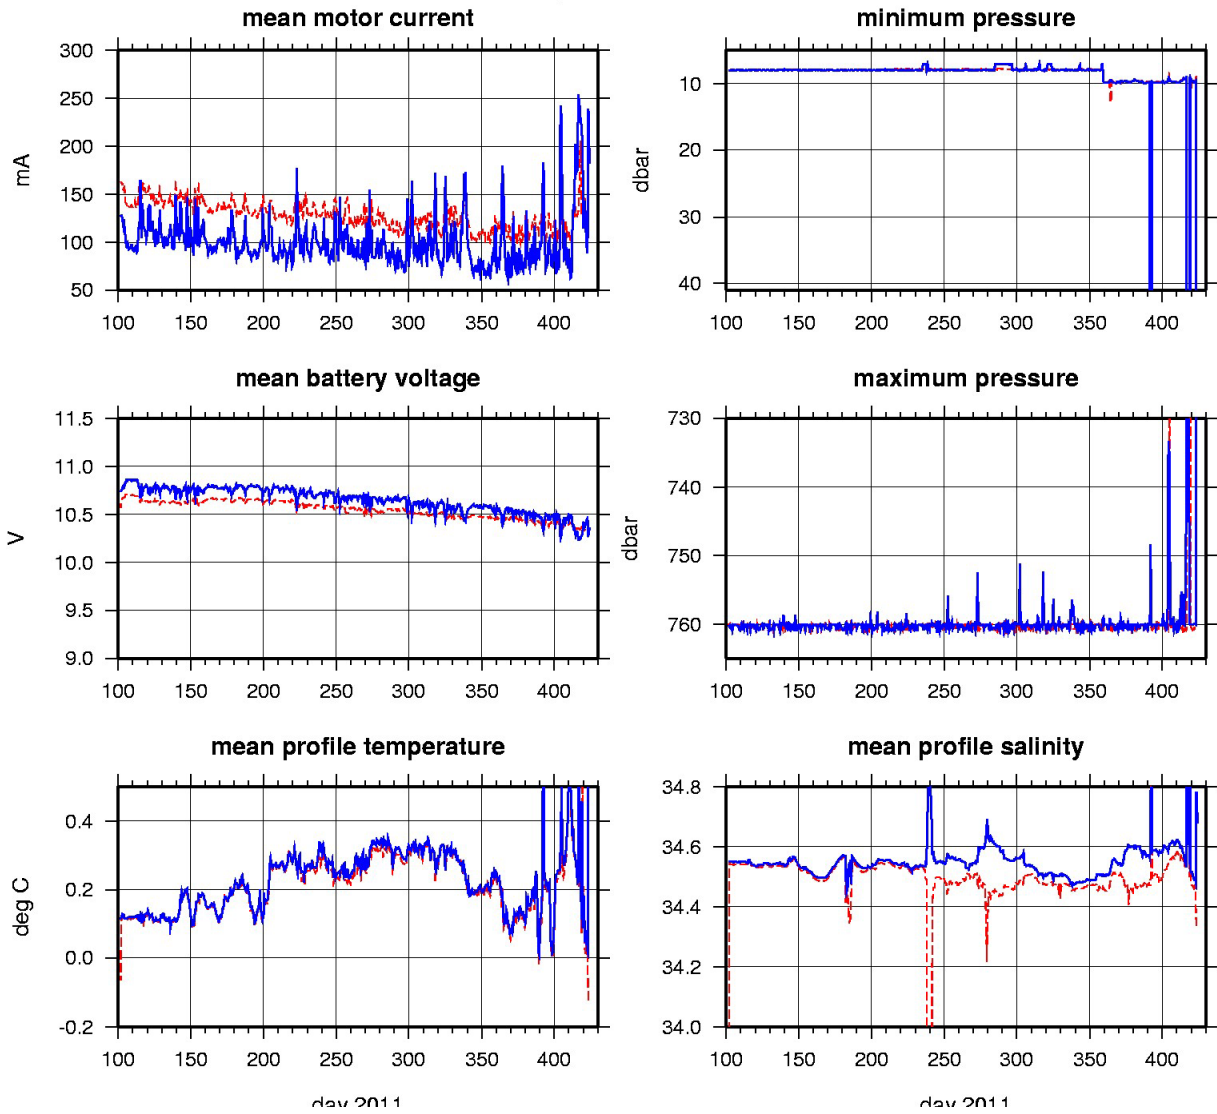 mean motor current
300
250
200
150
100
50
mA
100 150 200 250 300 350 400
minimum pressure
10
20
30
40
dbar
100 150 200 250 300 350 400
mean battery voltage
11.5
11.0
10.5
10.0
9.5
9.0
V
100 150 200 250 300 350 400
maximum pressure
730
740
750
760
dbar
100 150 200 250 300 350 400
mean profile temperature
0.4
0.2
0.0
-0.2
deg C
100 150 200 250 300 350 400
day 2011
mean profile salinity
34.8
34.6
34.4
34.2
34.0
100 150 200 250 300 350 400
day 2011